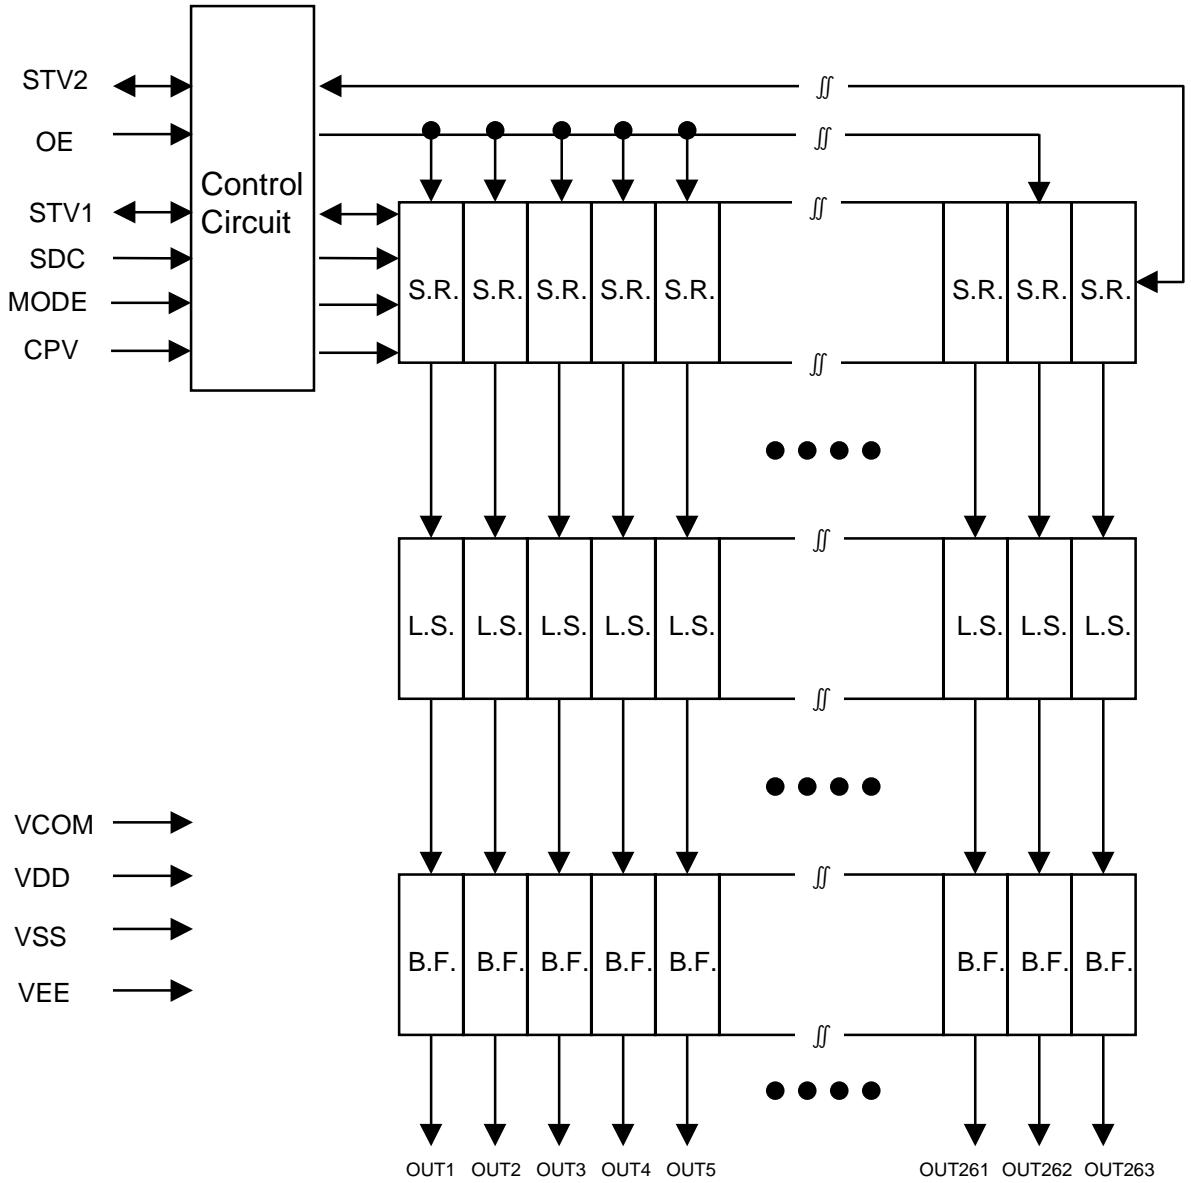 STV2
OE
STV1
SDC
MODE
CPV
Control
Circuit
S.R. S.R. S.R. S.R. S.R. S.R. S.R. S.R.
L.S. L.S. L.S. L.S. L.S. L.S. L.S. L.S.
VCOM
VDD
VSS
VEE
B.F. B.F. B.F. B.F. B.F. B.F. B.F. B.F.
OUT1 OUT2 OUT3 OUT4 OUT5 OUT261 OUT262 OUT263